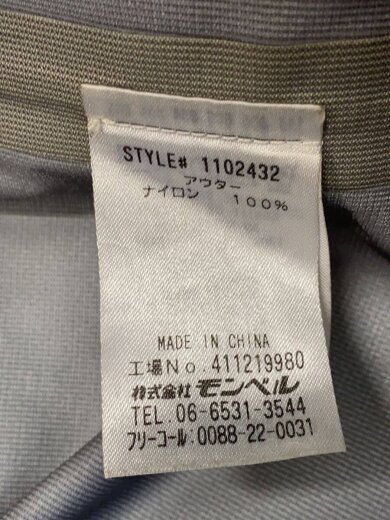 STYLE# 1102432
アウター
ナイロン 100%
MADE IN CHINA
工場No.411219980
株式会社 モンベル
TEL.06-6531-3544
フリーコール:0088-22-0031